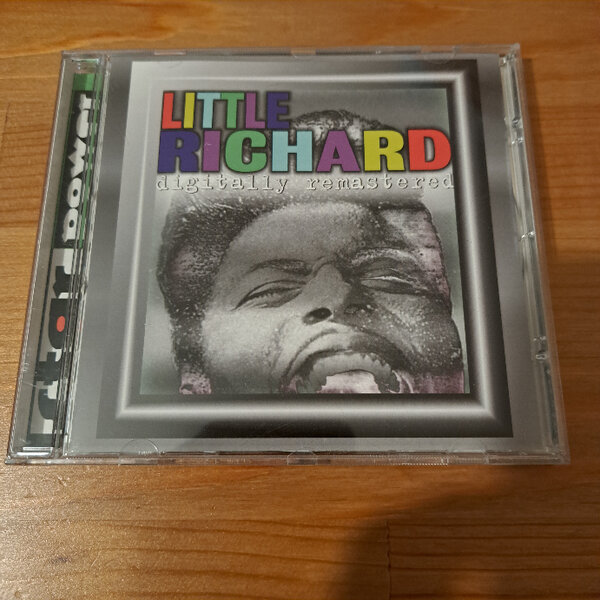 LITTLE
RICHARD
digitally remastered
star power